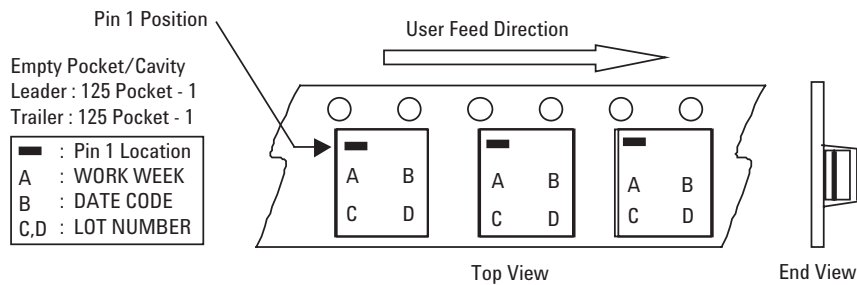 Pin 1 Position
User Feed Direction
Empty Pocket/Cavity
Leader : 125 Pocket - 1
Trailer : 125 Pocket - 1
: Pin 1 Location
A : WORK WEEK
B : DATE CODE
C,D : LOT NUMBER
A B
C D
A B
C D
A B
C D
Top View
End View